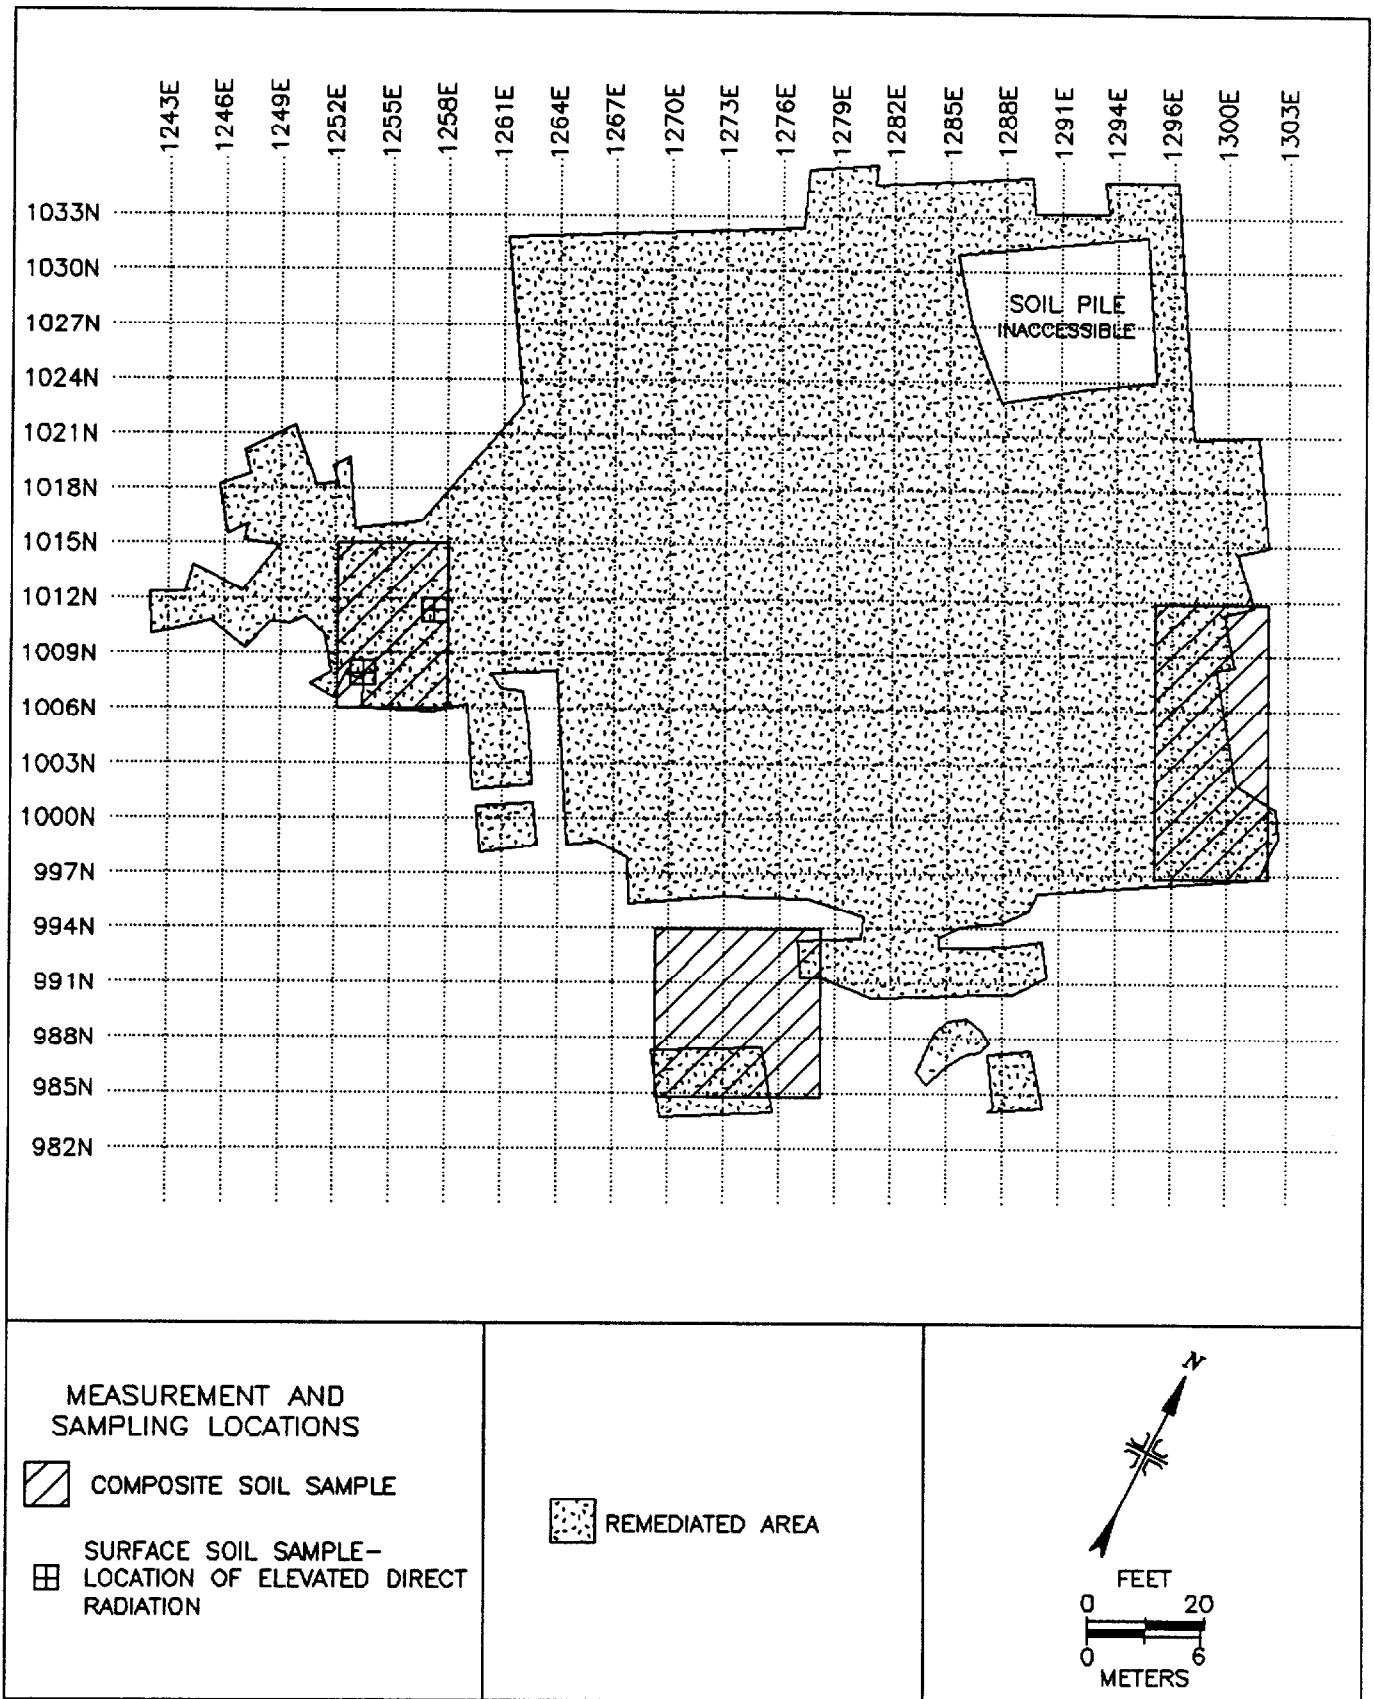 1243E
1246E
1249E
1252E
1255E
1258E
1261E
1264E
1267E
1270E
1273E
1276E
1279E
1282E
1285E
1288E
1291E
1294E
1296E
1300E
1303E
1033N
1030N
1027N
1024N
1021N
1018N
1015N
1012N
1009N
1006N
1003N
1000N
997N
994N
991N
988N
985N
982N
SOIL PILE
INACCESSIBLE
MEASUREMENT AND
SAMPLING LOCATIONS
COMPOSITE SOIL SAMPLE
SURFACE SOIL SAMPLE-
LOCATION OF ELEVATED DIRECT
RADIATION
REMEDIATED AREA
N
FEET
0 20
0 6
METERS